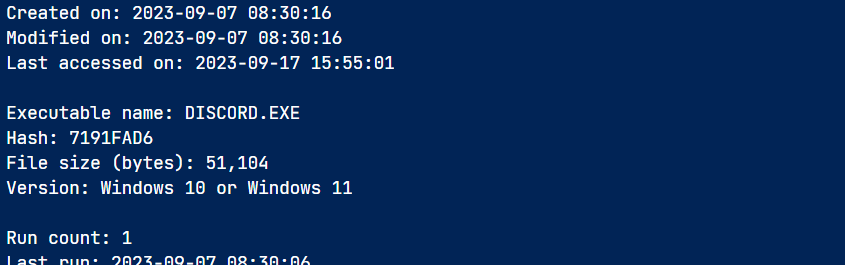 Created on: 2023-09-07 08:30:16
Modified on: 2023-09-07 08:30:16
Last accessed on: 2023-09-17 15:55:01
Executable name: DISCORD.EXE
Hash: 7191FAD6
File size (bytes): 51,104
Version: Windows 10 or Windows 11
Run count: 1
Last run: 2023-09-07 08:30:06